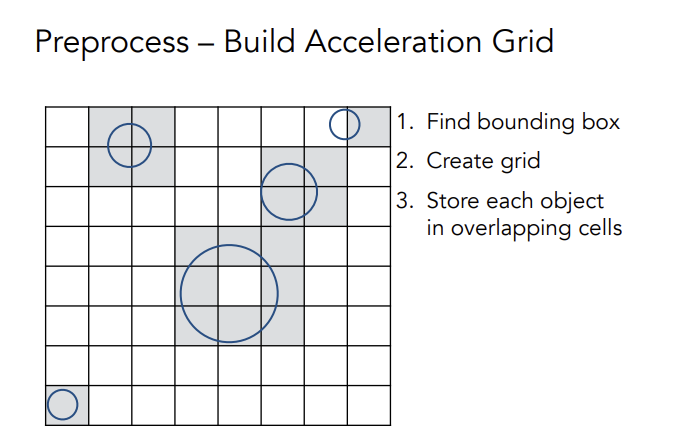 Preprocess – Build Acceleration Grid
1. Find bounding box
2. Create grid
3. Store each object
in overlapping cells